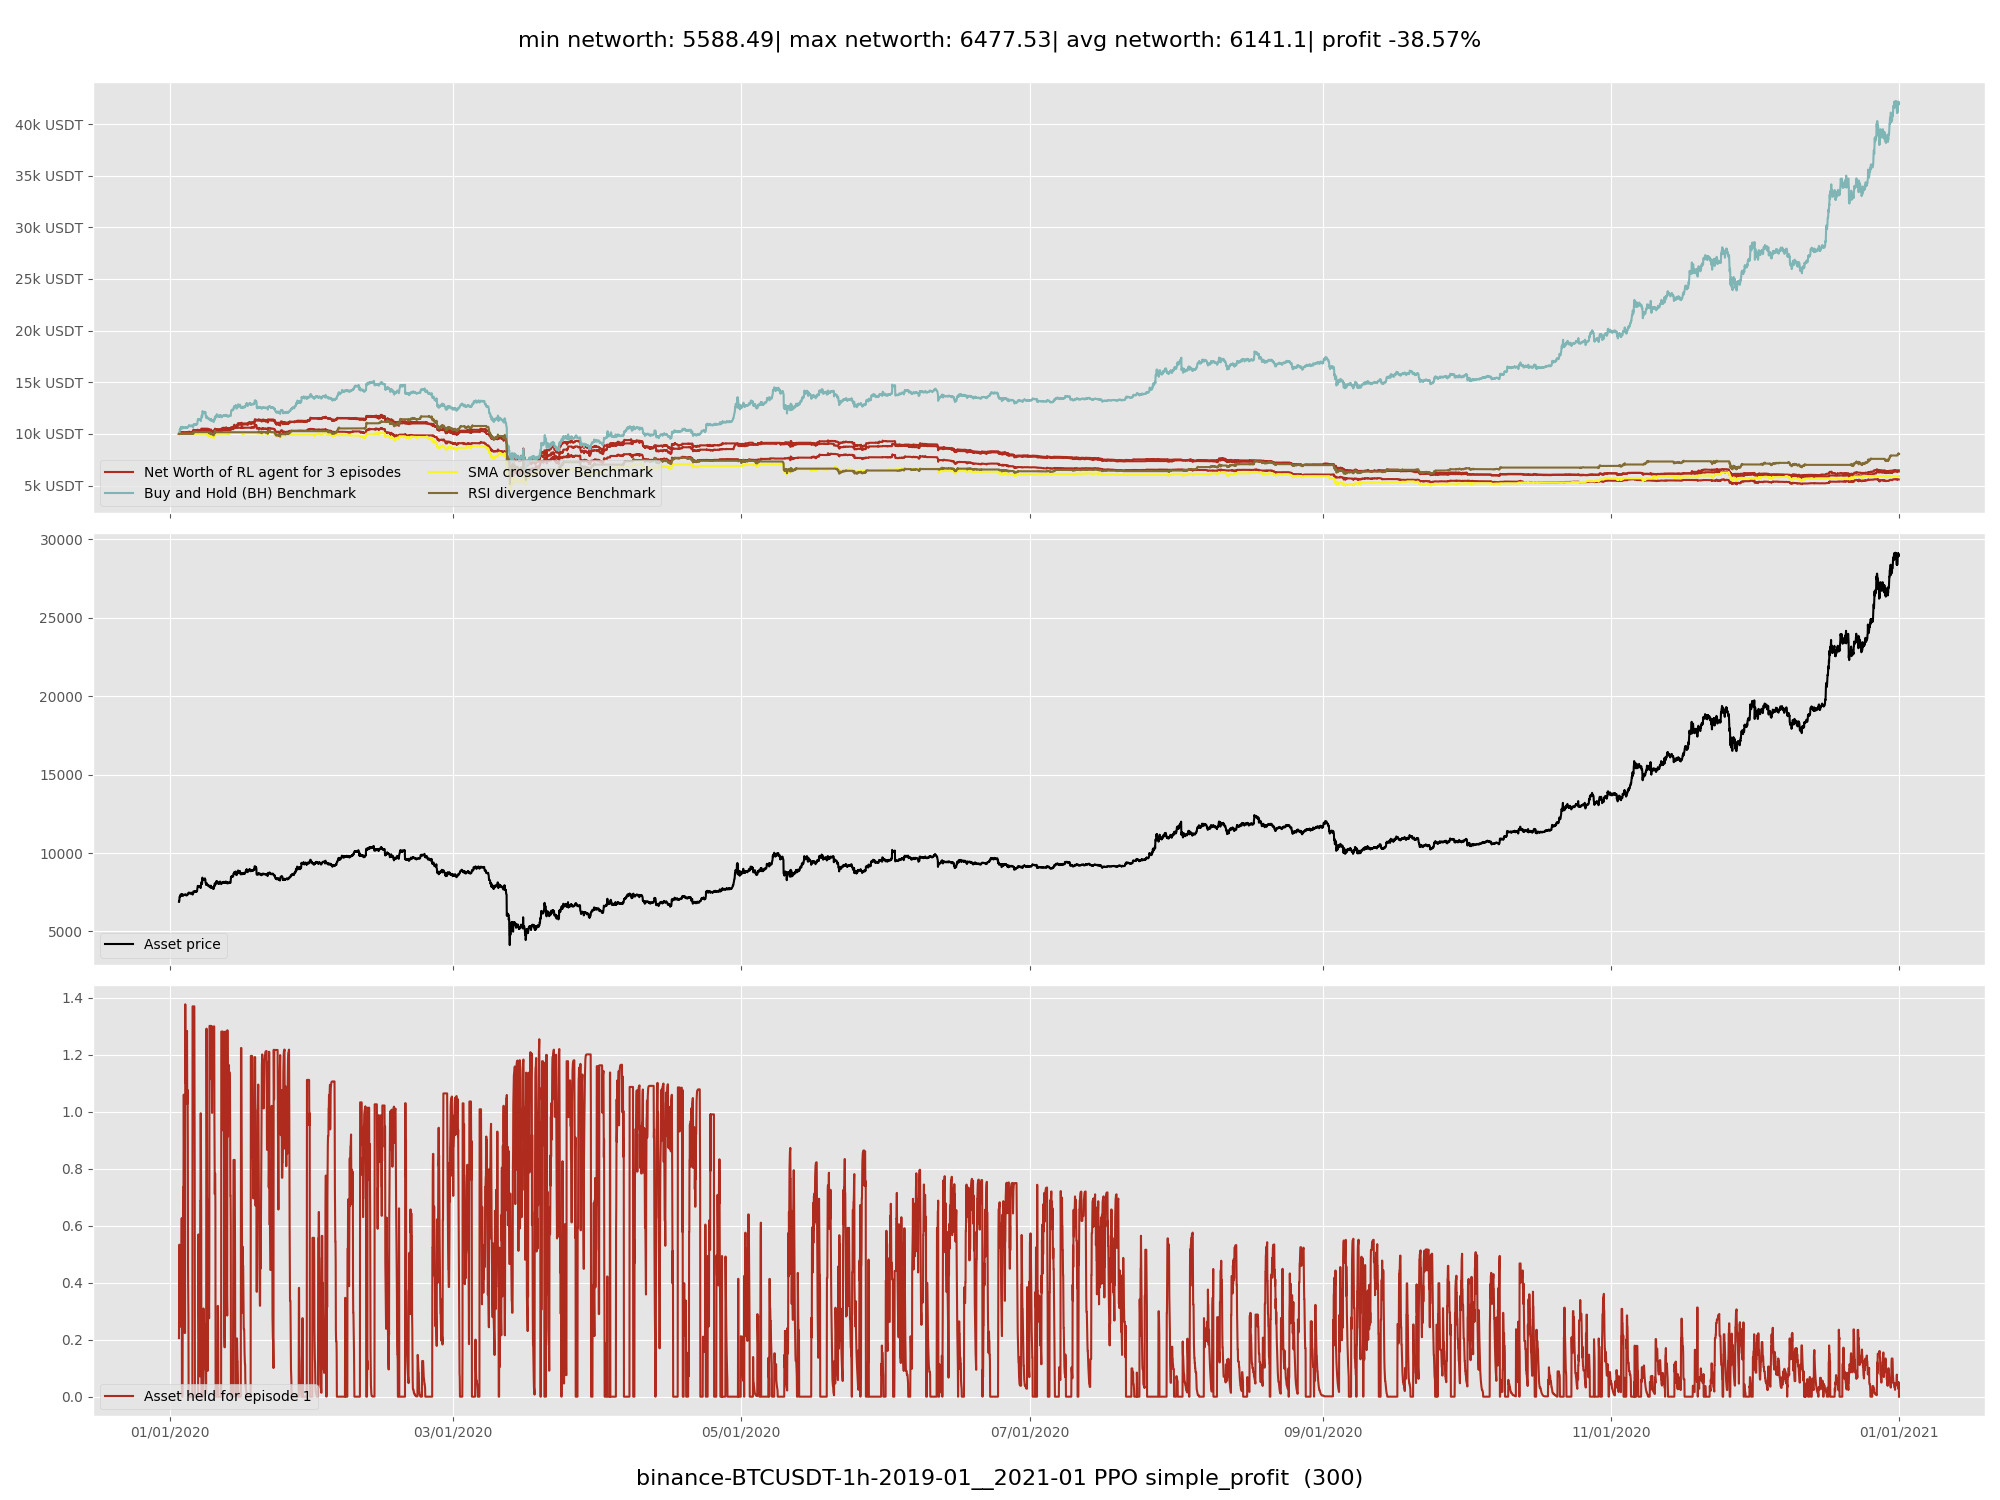 min networth: 5588.49| max networth: 6477.53| avg networth: 6141.1| profit -38.57%
40k USDT
35k USDT
30k USDT
25k USDT
20k USDT
15k USDT
10k USDT
5k USDT
Net Worth of RL agent for 3 episodes
Buy and Hold (BH) Benchmark
SMA crossover Benchmark
RSI divergence Benchmark
30000
25000
20000
15000
10000
5000
Asset price
1.4
1.2
1.0
0.8
0.6
0.4
0.2
0.0
Asset held for episode 1
01/01/2020 03/01/2020 05/01/2020 07/01/2020 09/01/2020 11/01/2020 01/01/2021
binance-BTCUSDT-1h-2019-01__2021-01 PPO simple_profit  (300)